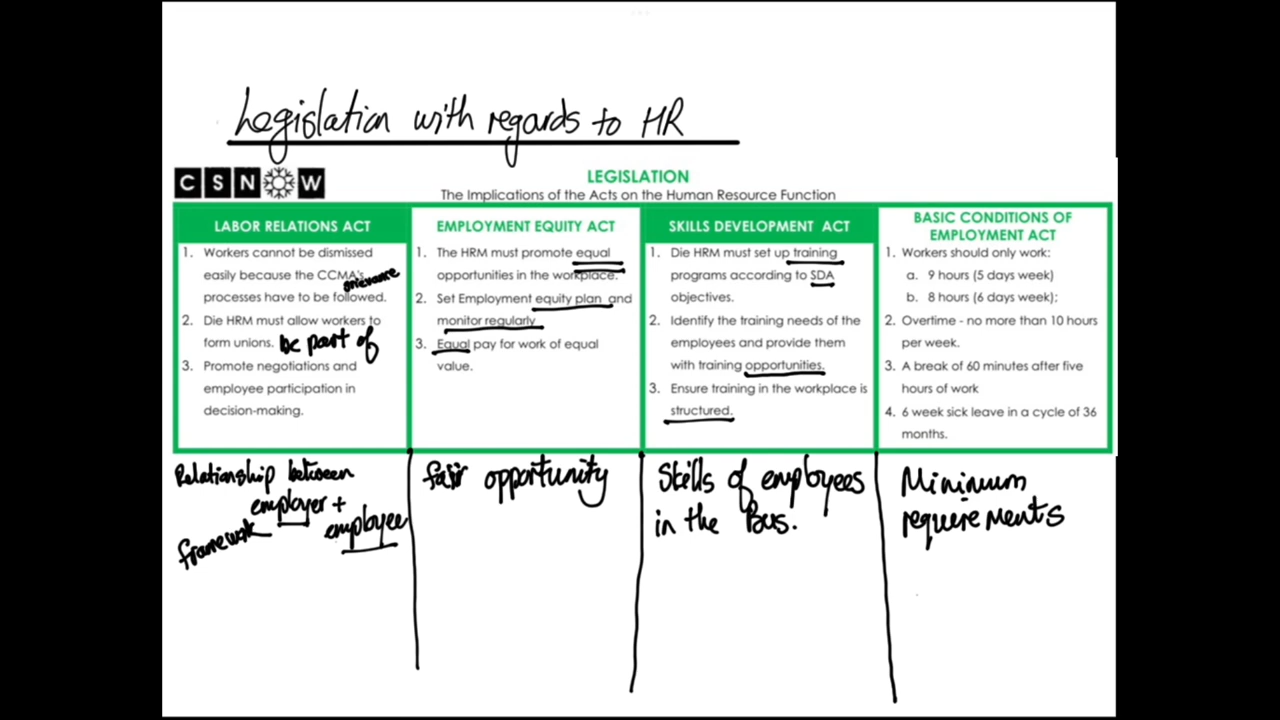 Legislation with regards to HR
CSNOW
LEGISLATION
The Implications of the Acts on the Human Resource Function
LABOR RELATIONS ACT
1. Workers cannot be dismissed
easily because the CCMA's
grievance
processes have to be followed.
2. Die HRM must allow workers to
form unions. be part of
3. Promote negotiations and
employee participation in
decision-making.
Relationship between
employer +
framework employee
EMPLOYMENT EQUITY ACT
1. The HRM must promote equal
opportunities in the workplace.
2. Set Employment equity plan and
monitor regularly
3. Equal pay for work of equal
value.
fair opportunity
SKILLS DEVELOPMENT ACT
1. Die HRM must set up training
programs according to SDA
objectives.
2. Identify the training needs of the
employees and provide them
with training opportunities.
3. Ensure training in the workplace is
structured.
Skills of employees
in the Bus.
BASIC CONDITIONS OF
EMPLOYMENT ACT
1. Workers should only work:
a. 9 hours (5 days week)
b. 8 hours (6 days week);
2. Overtime - no more than 10 hours
per week.
3. A break of 60 minutes after five
hours of work
4. 6 week sick leave in a cycle of 36
months.
Minimum
requirements